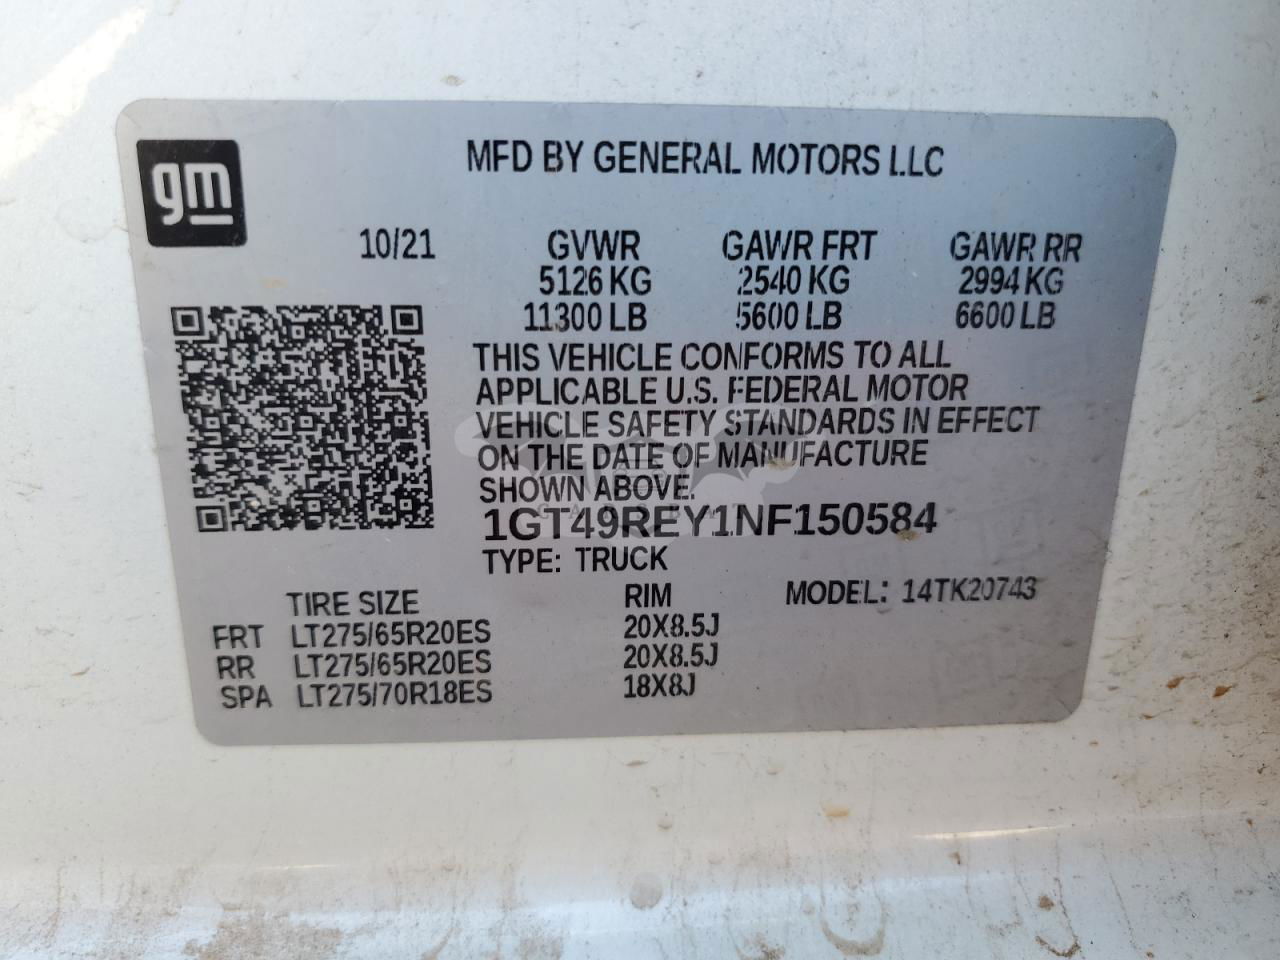 gm
MFD BY GENERAL MOTORS LLC
10/21 GVWR GAWR FRT GAWR RR
5126 KG 2540 KG 2994 KG
11300 LB 5600 LB 6600 LB
THIS VEHICLE CONFORMS TO ALL
APPLICABLE U.S. FEDERAL MOTOR
VEHICLE SAFETY STANDARDS IN EFFECT
ON THE DATE OF MANUFACTURE
SHOWN ABOVE.
1GT49REY1NF150584
TYPE: TRUCK
TIRE SIZE RIM MODEL: 14TK20743
FRT LT275/65R20ES 20X8.5J
RR LT275/65R20ES 20X8.5J
SPA LT275/70R18ES 18X8J